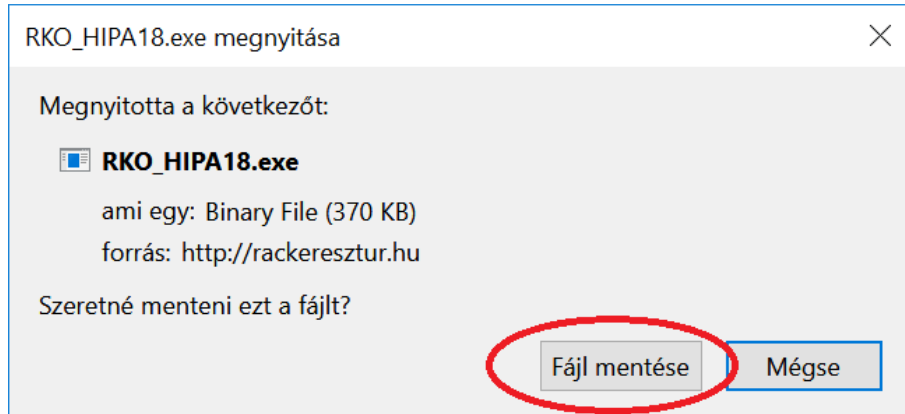 RKO_HIPA18.exe megnyitása
Megnyitotta a következőt:
RKO_HIPA18.exe
ami egy: Binary File (370 KB)
forrás: http://rackeresztur.hu
Szeretné menteni ezt a fájlt?
Fájl mentése Mégse